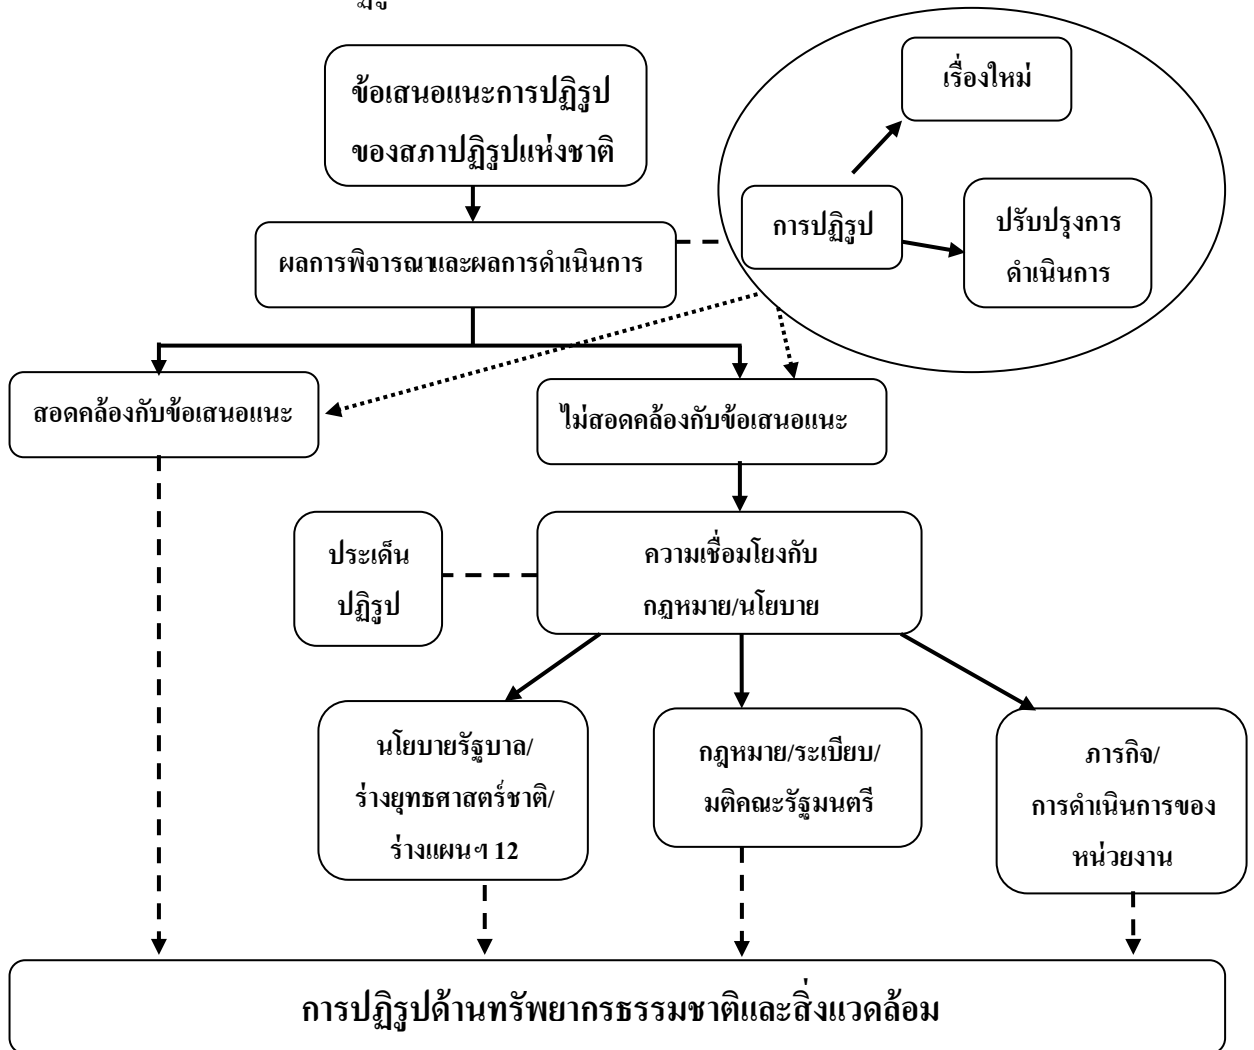 ข้อเสนอแนะการปฏิรูป
ของสภาปฏิรูปแห่งชาติ
เรื่องใหม่
การปฏิรูป
ปรับปรุงการ
ดำเนินการ
ผลการพิจารณาและผลการดำเนินการ
สอดคล้องกับข้อเสนอแนะ
ไม่สอดคล้องกับข้อเสนอแนะ
ประเด็น
ปฏิรูป
ความเชื่อมโยงกับ
กฎหมาย/นโยบาย
นโยบายรัฐบาล/
ร่างยุทธศาสตร์ชาติ/
ร่างแผนฯ 12
กฎหมาย/ระเบียบ/
มติคณะรัฐมนตรี
ภารกิจ/
การดำเนินการของ
หน่วยงาน
การปฏิรูปด้านทรัพยากรธรรมชาติและสิ่งแวดล้อม